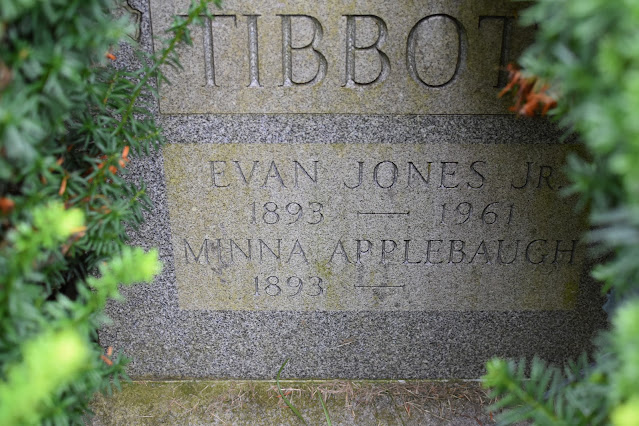 TIBBOT
EVAN JONES JR.
1893 — 1961
MINNA APPLEBAUGH
1893 —